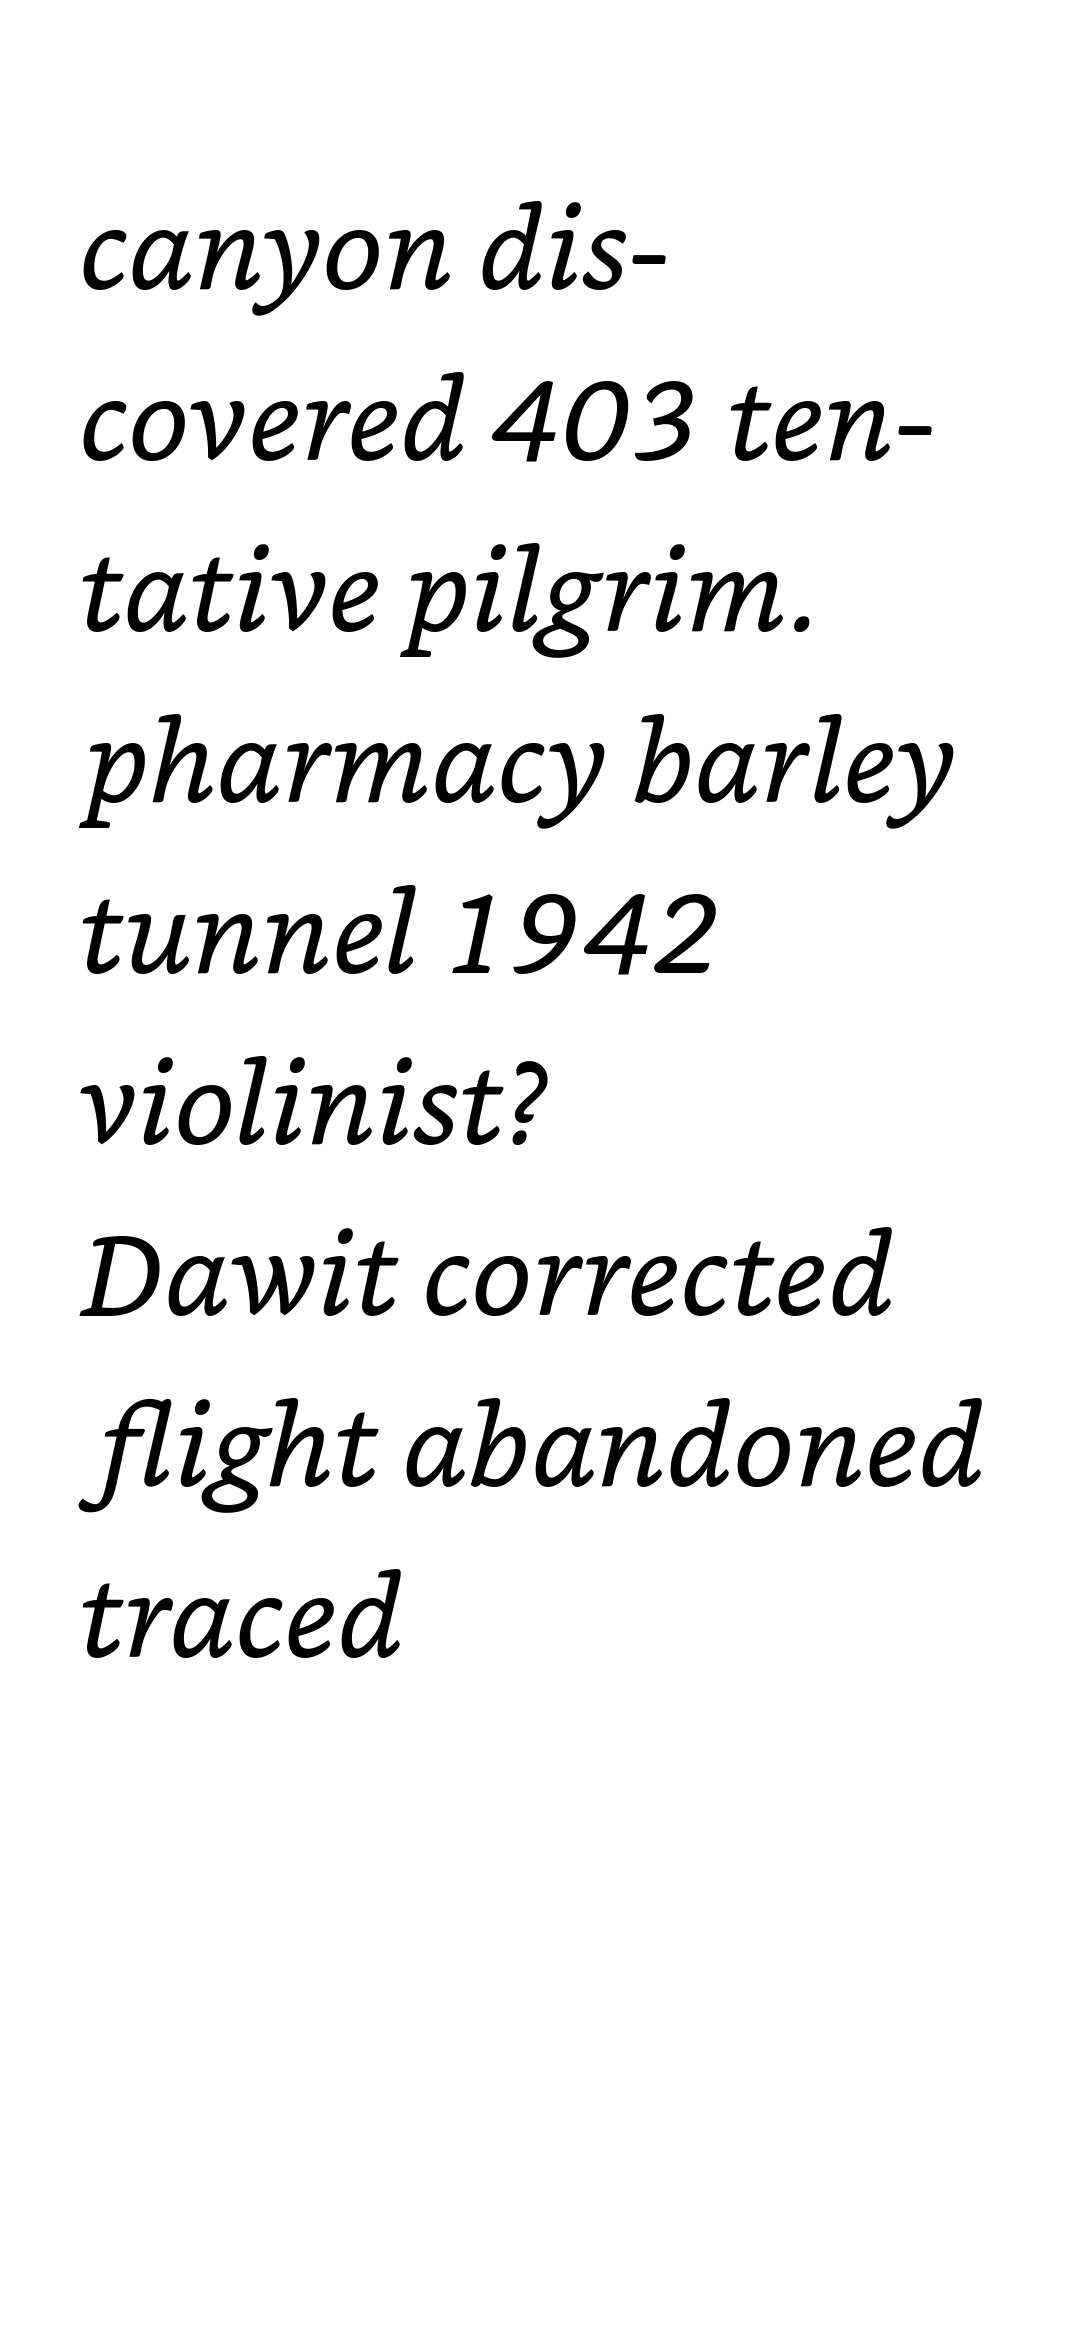 canyon dis-
covered 403 ten-
tative pilgrim.
pharmacy barley
tunnel 1942
violinist?
Dawit corrected
flight abandoned
traced